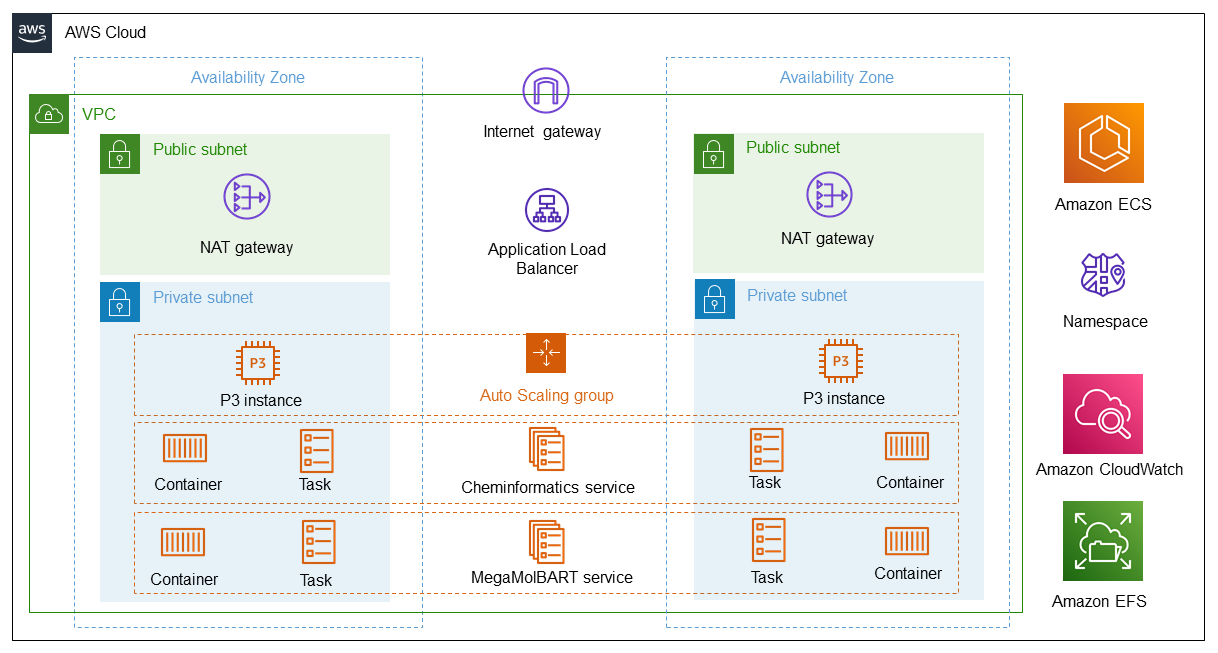 aws
AWS Cloud
Availability Zone
Availability Zone
VPC
Internet gateway
Public subnet
Public subnet
NAT gateway
NAT gateway
Application Load
Balancer
Private subnet
Private subnet
P3
P3 instance
Auto Scaling group
P3
P3 instance
Container
Task
Cheminformatics service
Task
Container
Container
Task
MegaMolBART service
Task
Container
Amazon ECS
Namespace
Amazon CloudWatch
Amazon EFS